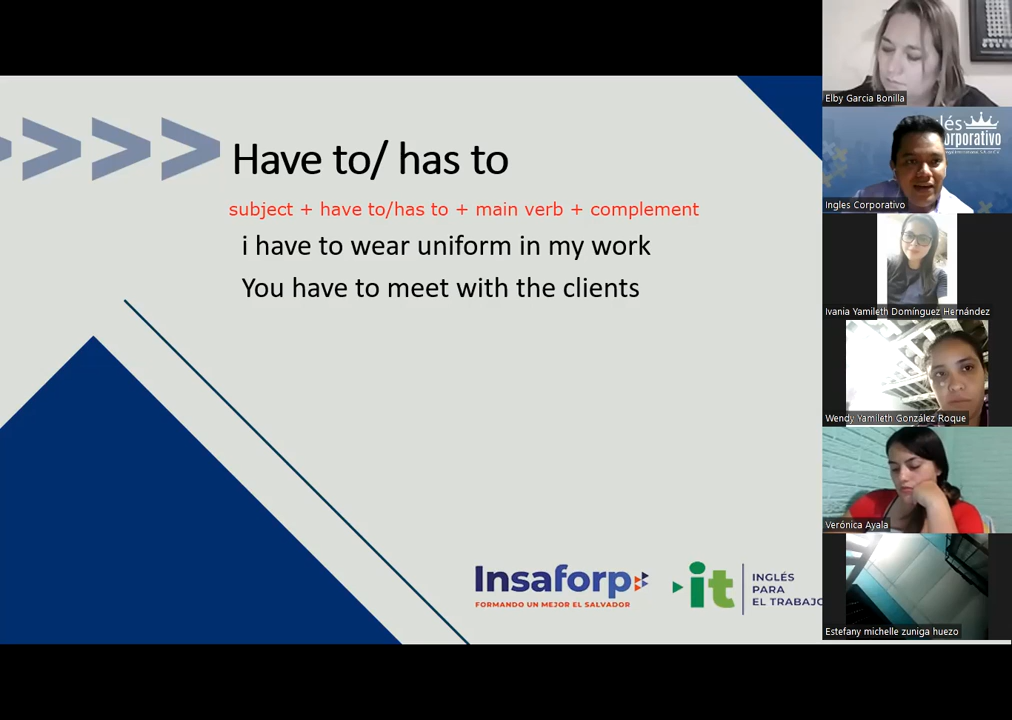 Have to/ has to
subject + have to/has to + main verb + complement
i have to wear uniform in my work
You have to meet with the clients
Insaforp
FORMANDO UN MEJOR EL SALVADOR
it
INGLÉS
PARA
EL TRABAJO
Elby Garcia Bonilla
Ingles Corporativo
Ivania Yamileth Domínguez Hernández
Wendy Yamileth González Roque
Verónica Ayala
Estefany michelle zuniga huezo